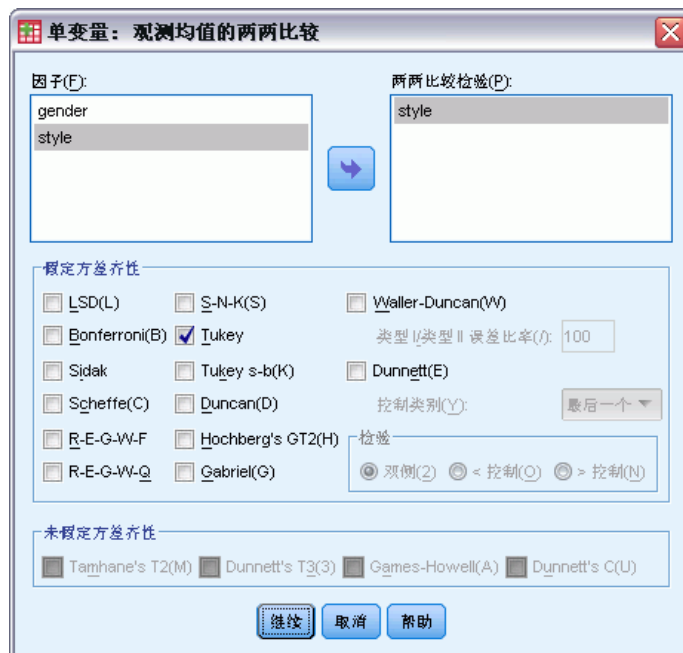 单变量：观测均值的两两比较
因子(F):
gender
style
两两比较检验(P):
style
假定方差齐性
LSD(L)
S-N-K(S)
Waller-Duncan(W)
Bonferroni(B)
Tukey
类型 I/类型 II 误差比率(/): 100
Sidak
Tukey s-b(K)
Dunnett(E)
Scheffe(C)
Duncan(D)
控制类别(Y): 最后一个
R-E-G-W-F
Hochberg's GT2(H)
检验
R-E-G-W-Q
Gabriel(G)
双侧(2)
< 控制(O)
> 控制(N)
未假定方差齐性
Tamhane's T2(M)
Dunnett's T3(3)
Games-Howell(A)
Dunnett's C(U)
继续
取消
帮助